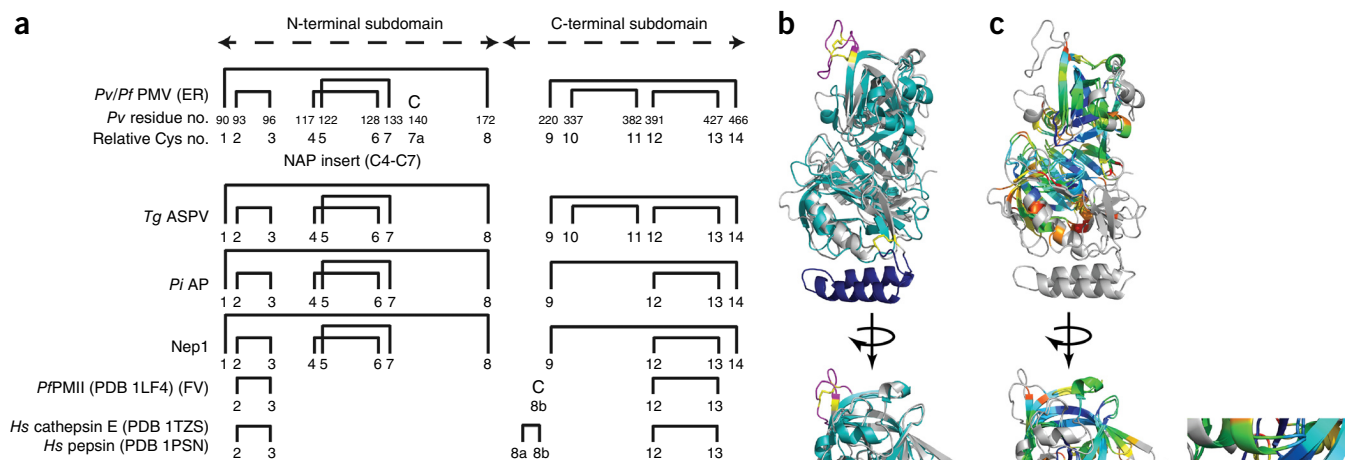 a
b
c
N-terminal subdomain
C-terminal subdomain
Pv/Pf PMV (ER)
C
Pv residue no.
90 93 96 117 122 128 133 140 172 220 337 382 391 427 466
Relative Cys no.
1 2 3 4 5 6 7 7a 8 9 10 11 12 13 14
NAP insert (C4-C7)
Tg ASPV
1 2 3 4 5 6 7 8 9 10 11 12 13 14
Pi AP
1 2 3 4 5 6 7 8 9 12 13 14
Nep1
1 2 3 4 5 6 7 8 9 12 13 14
PfPMII (PDB 1LF4) (FV)
C
2 3 8b 12 13
Hs cathepsin E (PDB 1TZS)
Hs pepsin (PDB 1PSN)
2 3 8a 8b 12 13